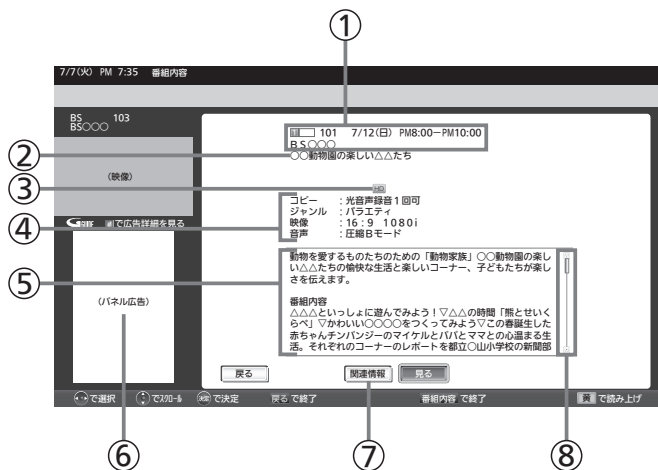 ①
7/7(火) PM 7:35 番組内容
BS 103
BS○○○
101 7/12(日) PM8:00－PM10:00
BS○○○
②
○○動物園の楽しい△△たち
(映像)
③
HD
④
コピー : 光音声録音1回可
ジャンル : バラエティ
映像 : 16:9 1080i
音声 : 圧縮Bモード
で広告詳細を見る
⑤
動物を愛するものたちのための「動物家族」○○動物園の楽し
い△△たちの愉快な生活と楽しいコーナー、子どもたちが楽し
さを伝えます。
番組内容
△△△といっしょに遊んでみよう！▽△△の時間「熊とせいく
らべ」▽かわいい○○○○をつくってみよう▽この春誕生した
赤ちゃんチンパンジーのマイケルとパパとママとの心温まる生
活。それぞれのコーナーのレポートを都立○山小学校の新聞部
(パネル広告)
戻る 関連情報 見る
で選択 でスクロール 決定 で決定 戻る で終了 番組内容 で終了 黄 で読み上げ
⑥ ⑦ ⑧